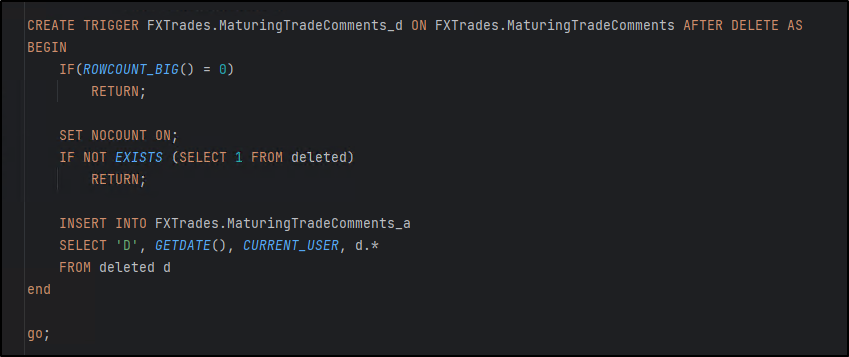 CREATE TRIGGER FXTrades.MaturingTradeComments_d ON FXTrades.MaturingTradeComments AFTER DELETE AS
BEGIN
    IF(ROWCOUNT_BIG() = 0)
        RETURN;

    SET NOCOUNT ON;
    IF NOT EXISTS (SELECT 1 FROM deleted)
        RETURN;

    INSERT INTO FXTrades.MaturingTradeComments_a
    SELECT 'D', GETDATE(), CURRENT_USER, d.*
    FROM deleted d
end

go;